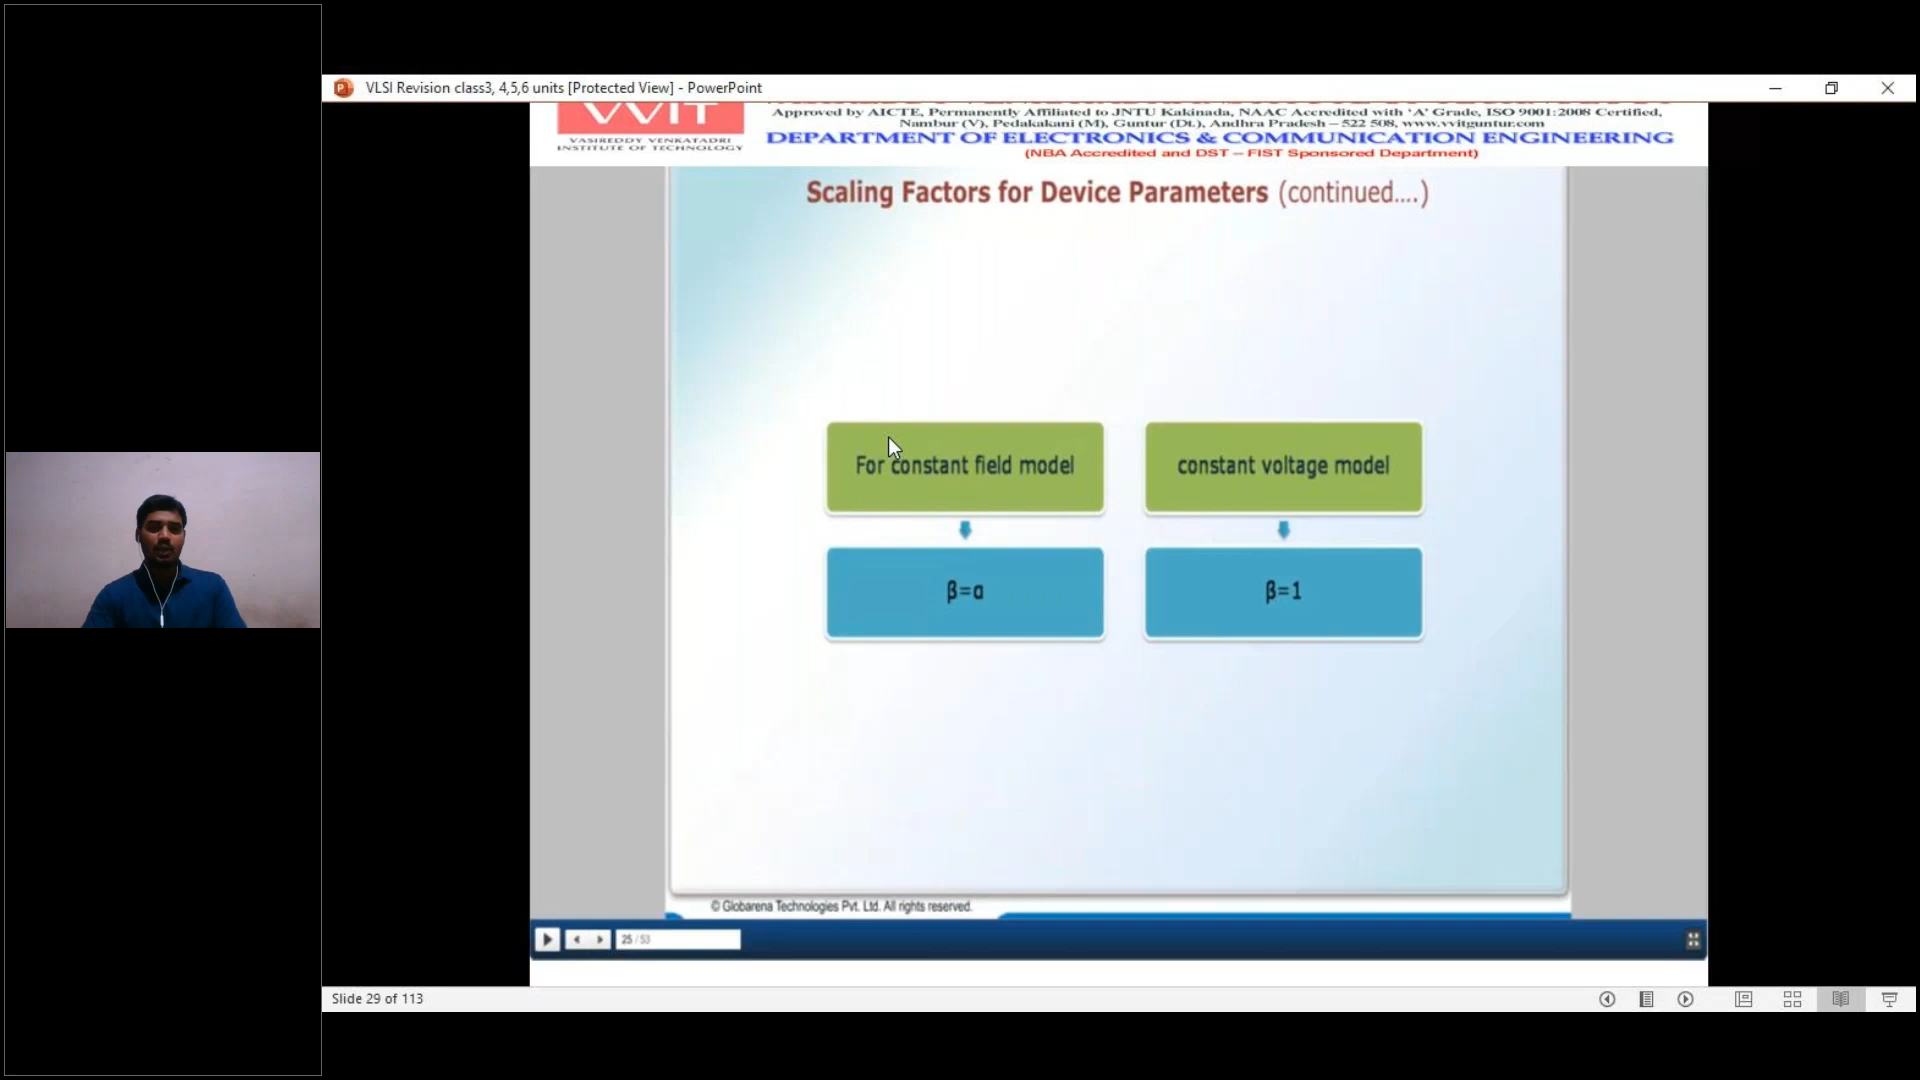 VLSI Revision class3, 4,5,6 units [Protected View] - PowerPoint
VVIT
VASIREDDY VENKATADRI
INSTITUTE OF TECHNOLOGY
Approved by AICTE, Permanently Affiliated to JNTU Kakinada, NAAC Accredited with 'A' Grade, ISO 9001:2008 Certified,
Nambur (V), Pedakakani (M), Guntur (Dt.), Andhra Pradesh – 522 508, www.vvitguntur.com
DEPARTMENT OF ELECTRONICS & COMMUNICATION ENGINEERING
(NBA Accredited and DST – FIST Sponsored Department)
Scaling Factors for Device Parameters (continued....)
For constant field model
constant voltage model
β=α
β=1
© Globarena Technologies Pvt. Ltd. All rights reserved.
25 / 53
Slide 29 of 113